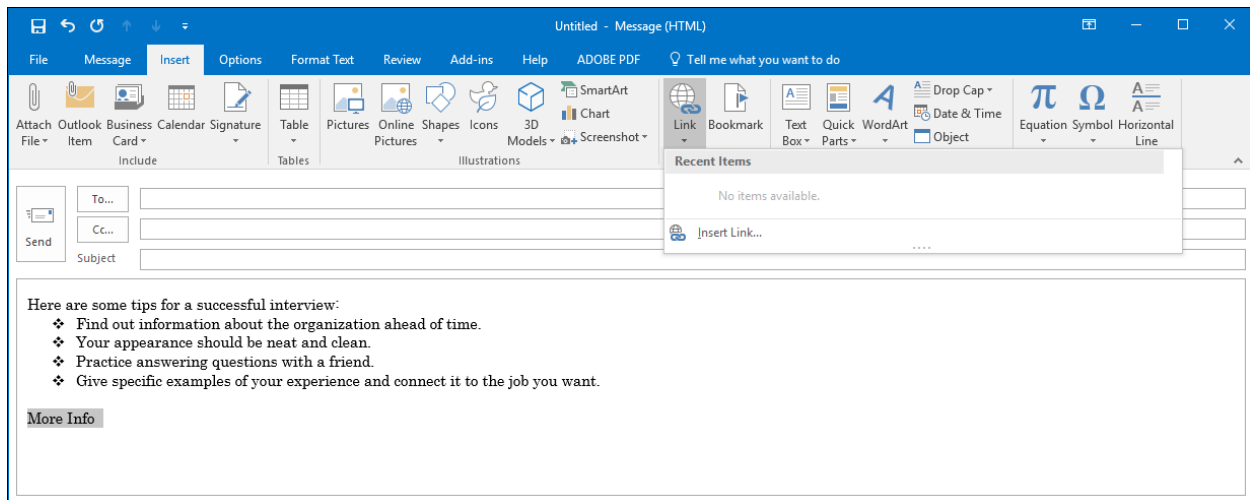 Untitled - Message (HTML)
File Message Insert Options Format Text Review Add-ins Help ADOBE PDF Tell me what you want to do
Attach File Outlook Item Business Card Calendar Signature
Include
Table
Tables
Pictures Online Pictures Shapes Icons 3D Models SmartArt Chart Screenshot
Illustrations
Link Bookmark
Text Box Quick Parts WordArt Drop Cap Date & Time Object
Equation Symbol Horizontal Line
Recent Items
No items available.
Insert Link...
Send
To...
Cc...
Subject
Here are some tips for a successful interview:
❖ Find out information about the organization ahead of time.
❖ Your appearance should be neat and clean.
❖ Practice answering questions with a friend.
❖ Give specific examples of your experience and connect it to the job you want.
More Info